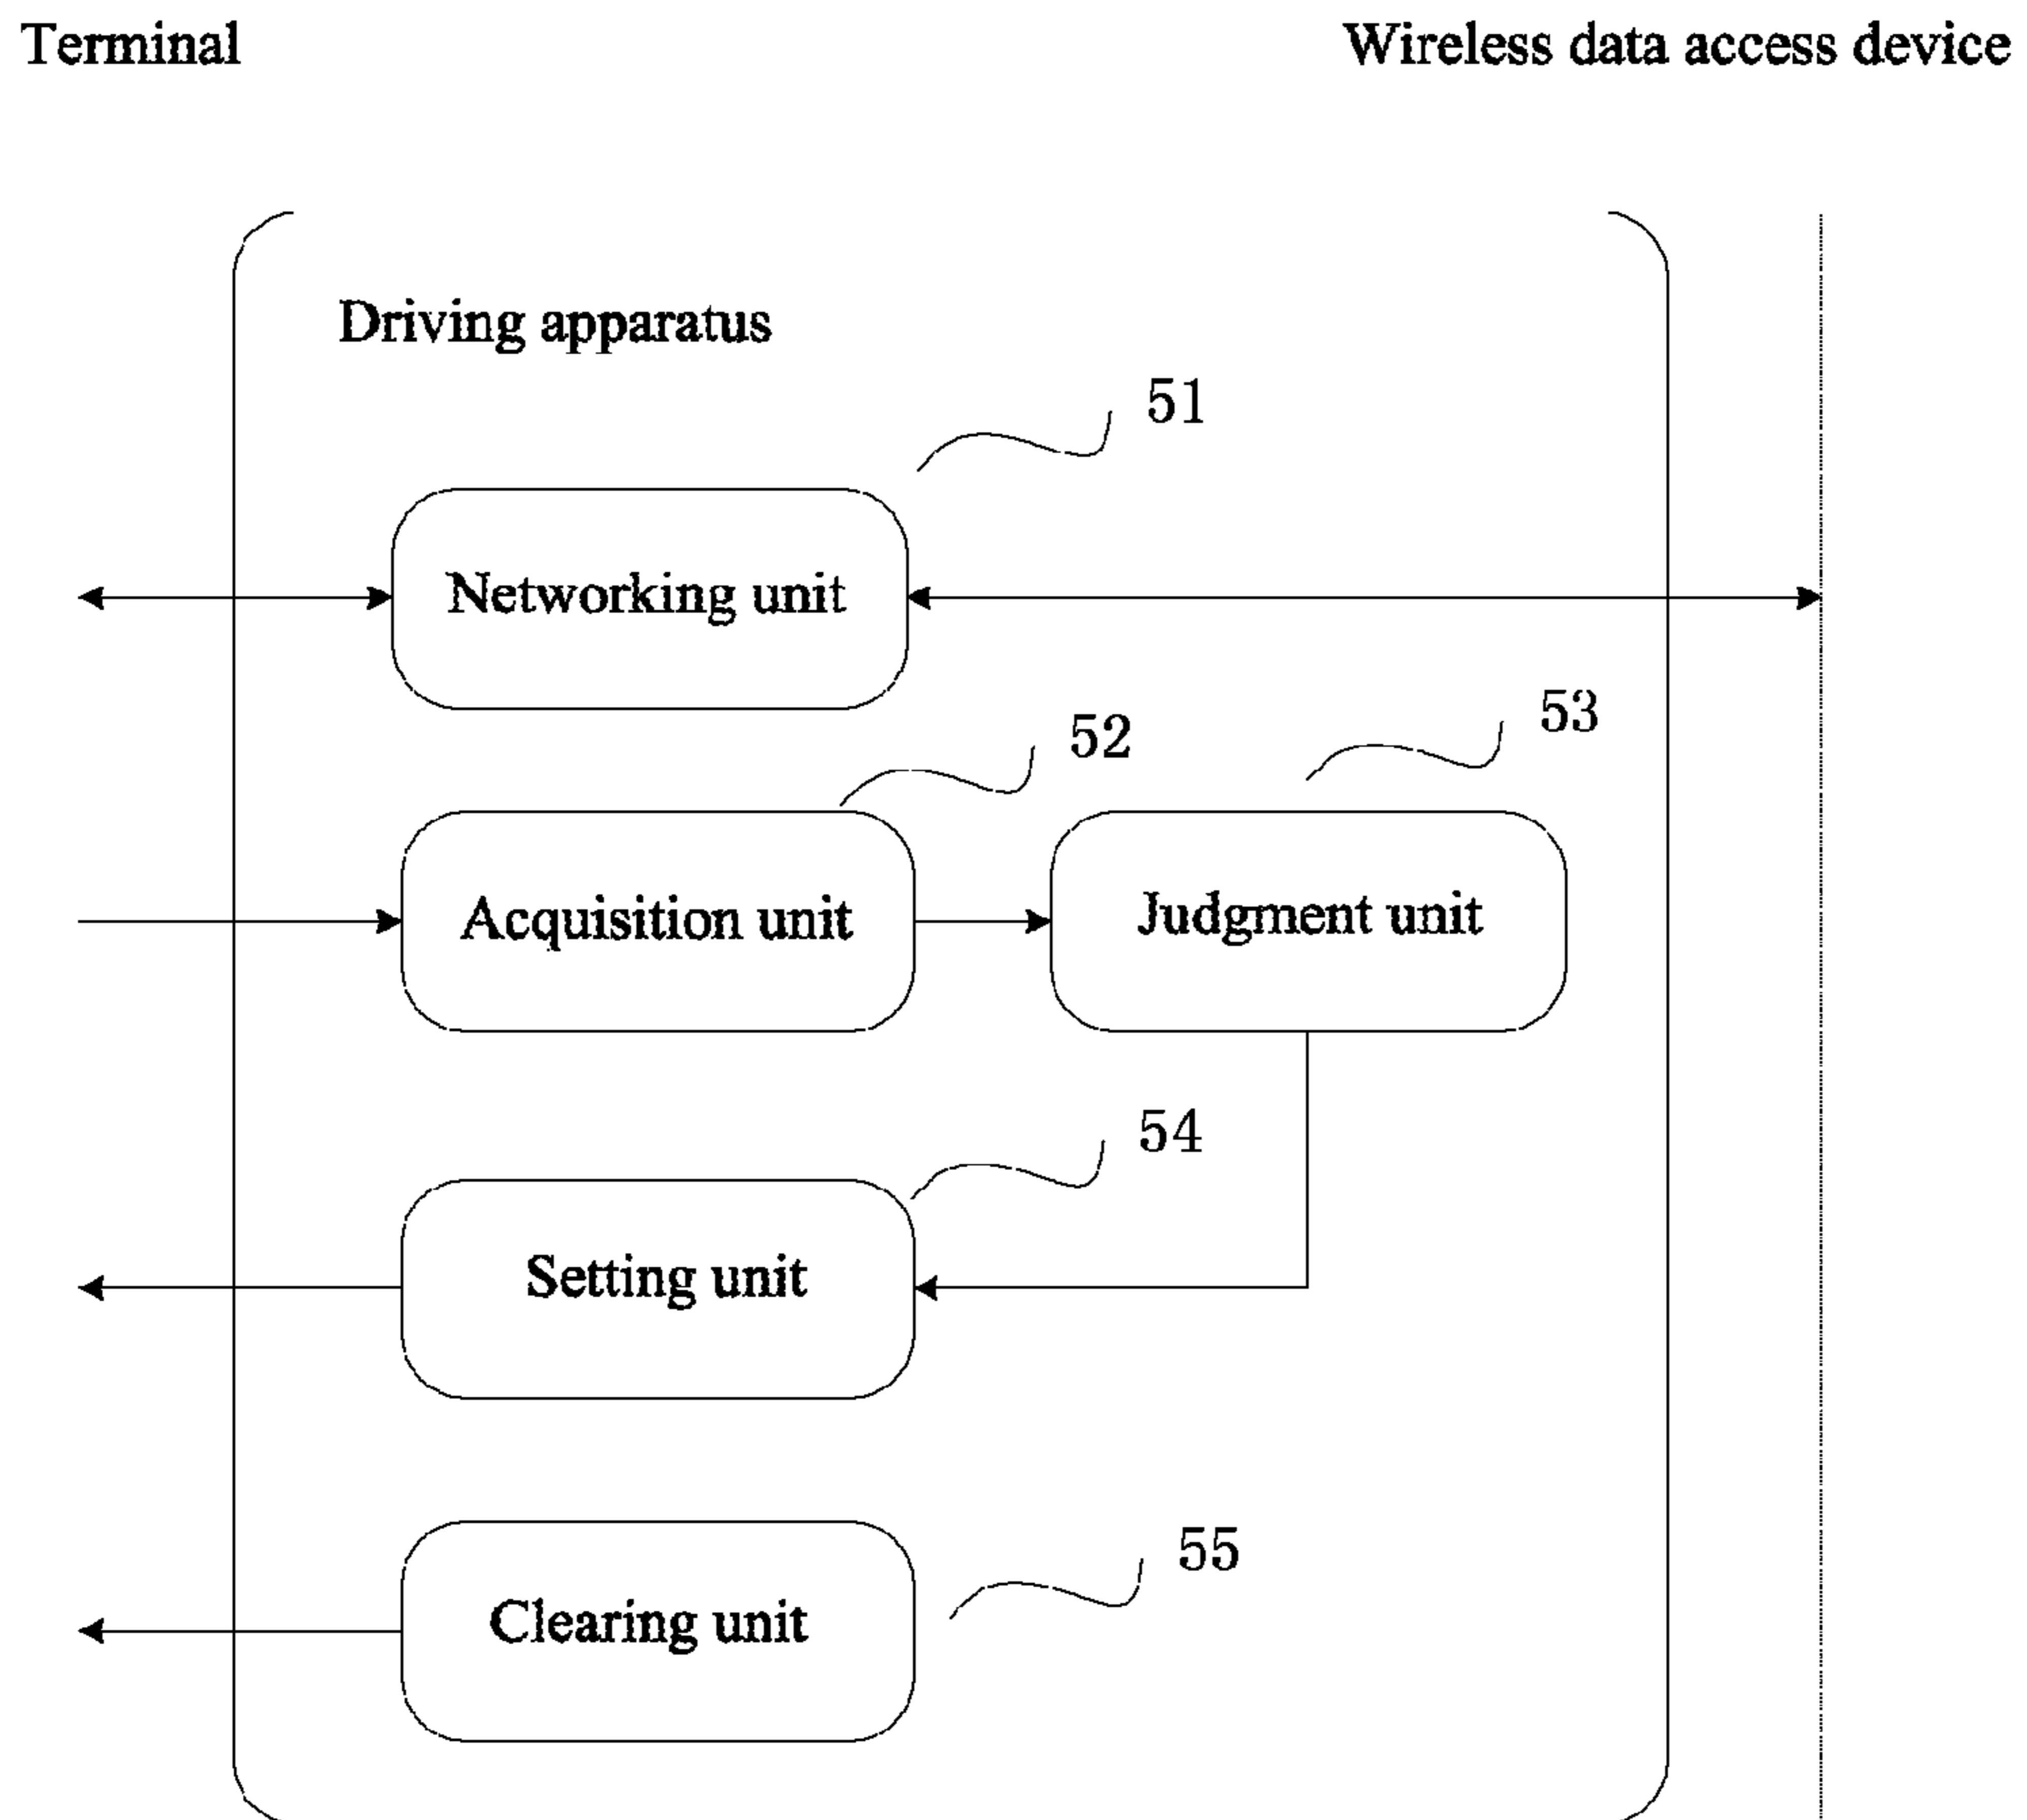 Terminal
Wireless data access device
Driving apparatus
51
Networking unit
52
53
Acquisition unit
Judgment unit
54
Setting unit
55
Clearing unit